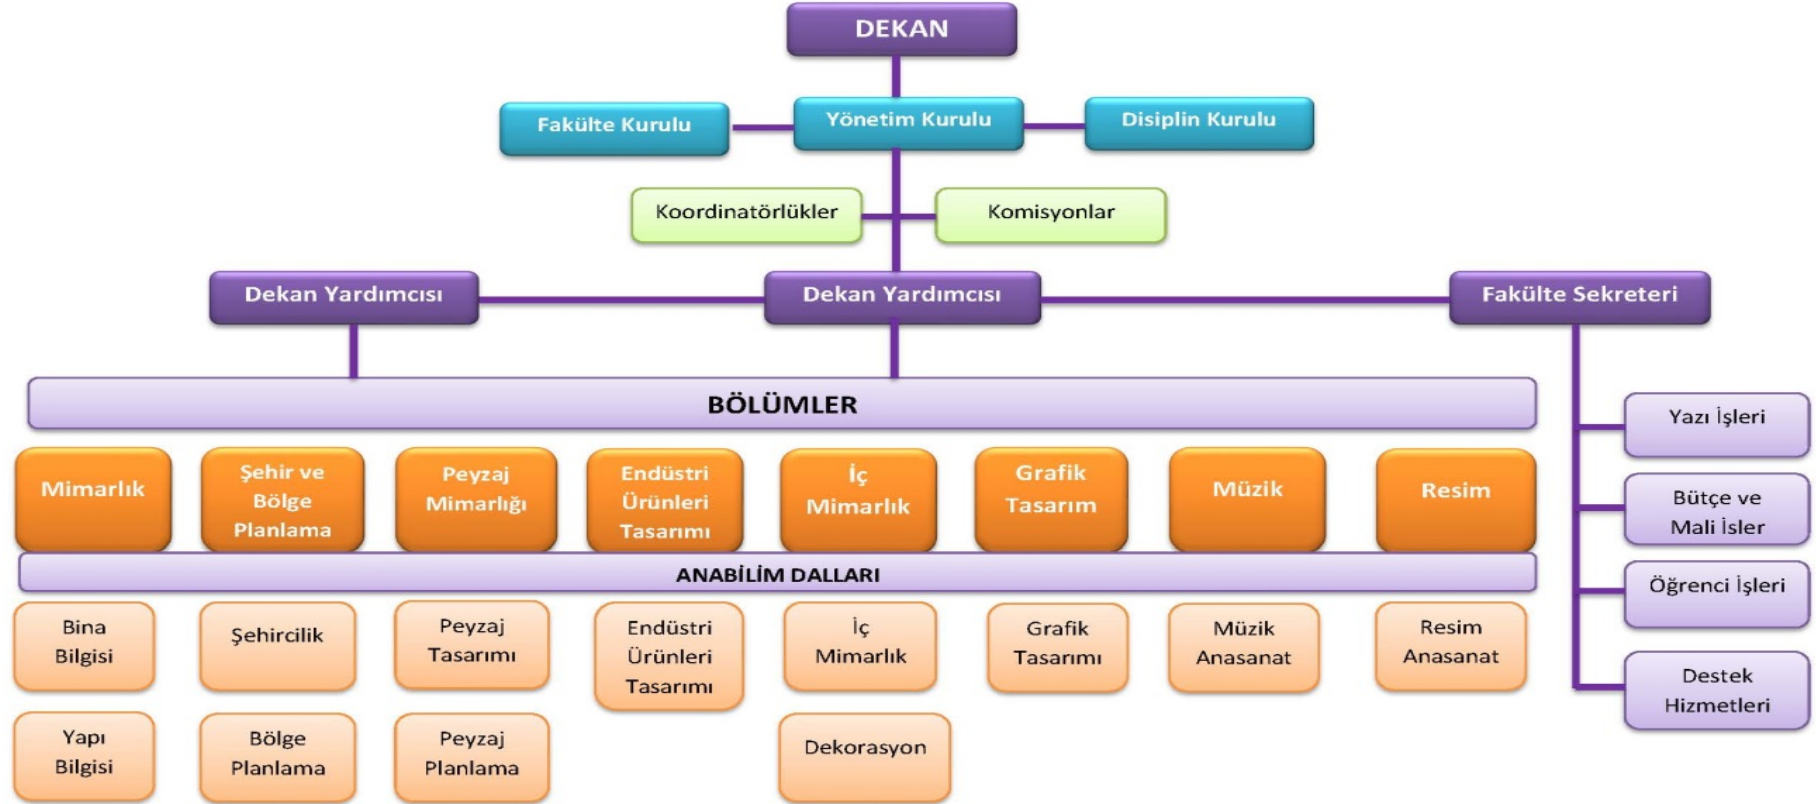 DEKAN
Fakülte Kurulu
Yönetim Kurulu
Disiplin Kurulu
Koordinatörlükler
Komisyonlar
Dekan Yardımcısı
Dekan Yardımcısı
Fakülte Sekreteri
BÖLÜMLER
Mimarlık
Şehir ve
Bölge
Planlama
Peyzaj
Mimarlığı
Endüstri
Ürünleri
Tasarımı
İç
Mimarlık
Grafik
Tasarım
Müzik
Resim
ANABİLİM DALLARI
Bina
Bilgisi
Şehircilik
Peyzaj
Tasarımı
Endüstri
Ürünleri
Tasarımı
İç
Mimarlık
Grafik
Tasarımı
Müzik
Anasanat
Resim
Anasanat
Yapı
Bilgisi
Bölge
Planlama
Peyzaj
Planlama
Dekorasyon
Yazı İşleri
Bütçe ve
Mali İsler
Öğrenci İşleri
Destek
Hizmetleri